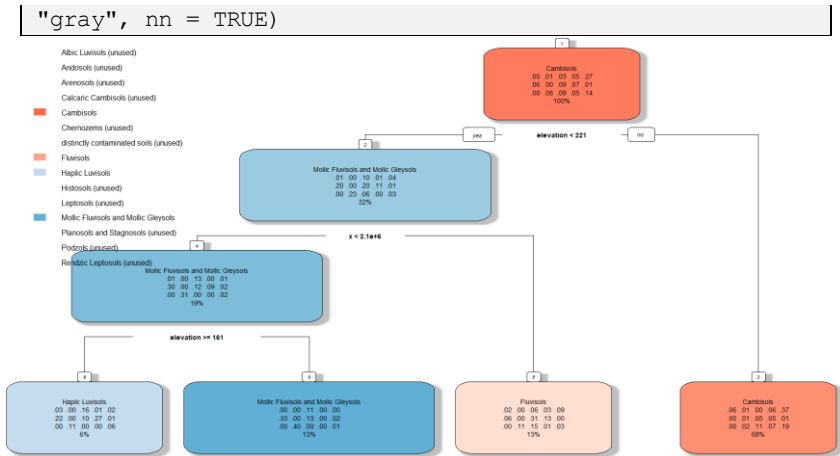 "gray", nn = TRUE)
Albic Luvisols (unused)
Andosols (unused)
Arenosols (unused)
Calcaric Cambisols (unused)
Cambisols
Chernozems (unused)
distinctly contaminated soils (unused)
Fluvisols
Haplic Luvisols
Histosols (unused)
Leptosols (unused)
Mollic Fluvisols and Mollic Gleysols
Planosols and Stagnosols (unused)
Podzols (unused)
Rendzic Leptosols (unused)
1
Cambisols
.05 .01 .03 .05 .27
.06 .00 .09 .07 .01
.00 .08 .09 .05 .14
100%
yes elevation < 221 no
2
Mollic Fluvisols and Mollic Gleysols
.01 .00 .10 .01 .04
.20 .00 .20 .11 .01
.00 .23 .06 .00 .03
32%
x < 2.1e+6
4
Mollic Fluvisols and Mollic Gleysols
.01 .00 .13 .00 .01
.30 .00 .12 .09 .02
.00 .31 .00 .00 .02
19%
elevation >= 161
8
Haplic Luvisols
.03 .00 .16 .01 .02
.22 .00 .10 .27 .01
.00 .11 .00 .00 .06
6%
9
Mollic Fluvisols and Mollic Gleysols
.00 .00 .11 .00 .00
.33 .00 .13 .00 .02
.00 .40 .00 .00 .01
13%
5
Fluvisols
.02 .00 .06 .03 .09
.06 .00 .31 .13 .00
.00 .11 .15 .01 .03
13%
3
Cambisols
.06 .01 .00 .06 .37
.00 .01 .05 .05 .01
.00 .02 .11 .07 .19
68%